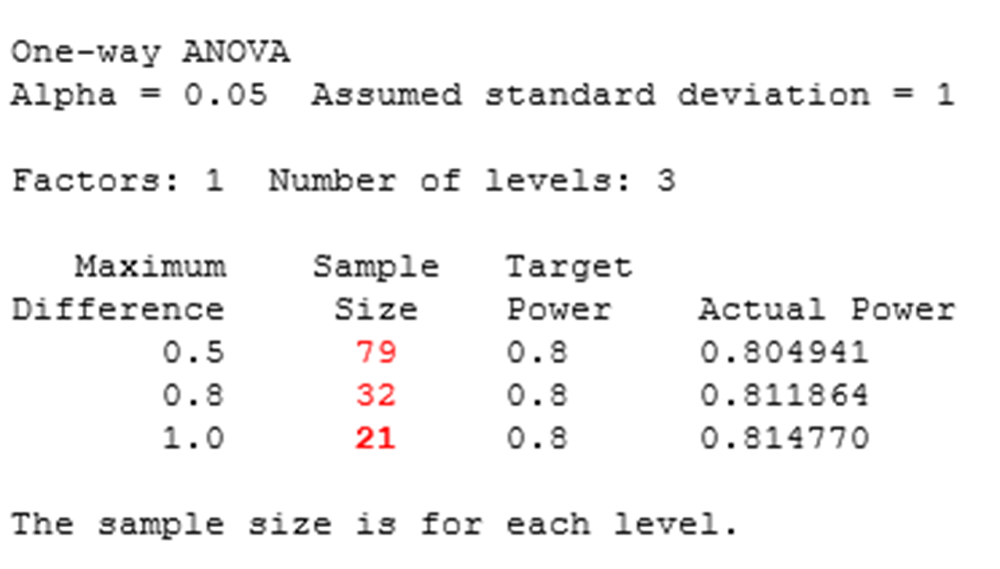 One-way ANOVA
Alpha = 0.05  Assumed standard deviation = 1
Factors: 1  Number of levels: 3
Maximum Sample Target
Difference Size Power Actual Power
0.5 79 0.8 0.804941
0.8 32 0.8 0.811864
1.0 21 0.8 0.814770
The sample size is for each level.